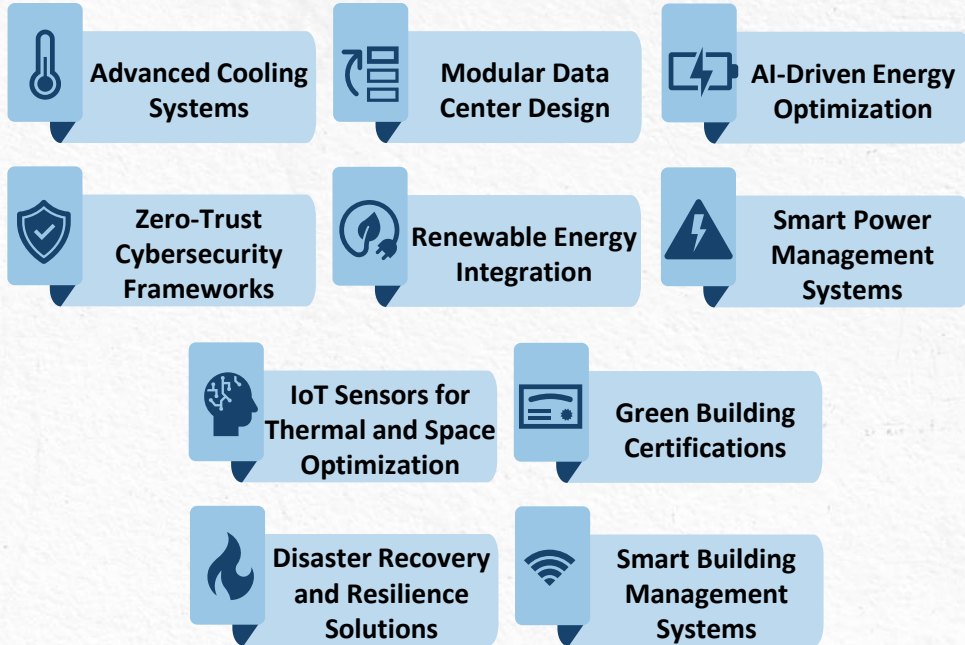 Advanced Cooling
Systems
Modular Data
Center Design
AI-Driven Energy
Optimization
Zero-Trust
Cybersecurity
Frameworks
Renewable Energy
Integration
Smart Power
Management
Systems
IoT Sensors for
Thermal and Space
Optimization
Green Building
Certifications
Disaster Recovery
and Resilience
Solutions
Smart Building
Management
Systems